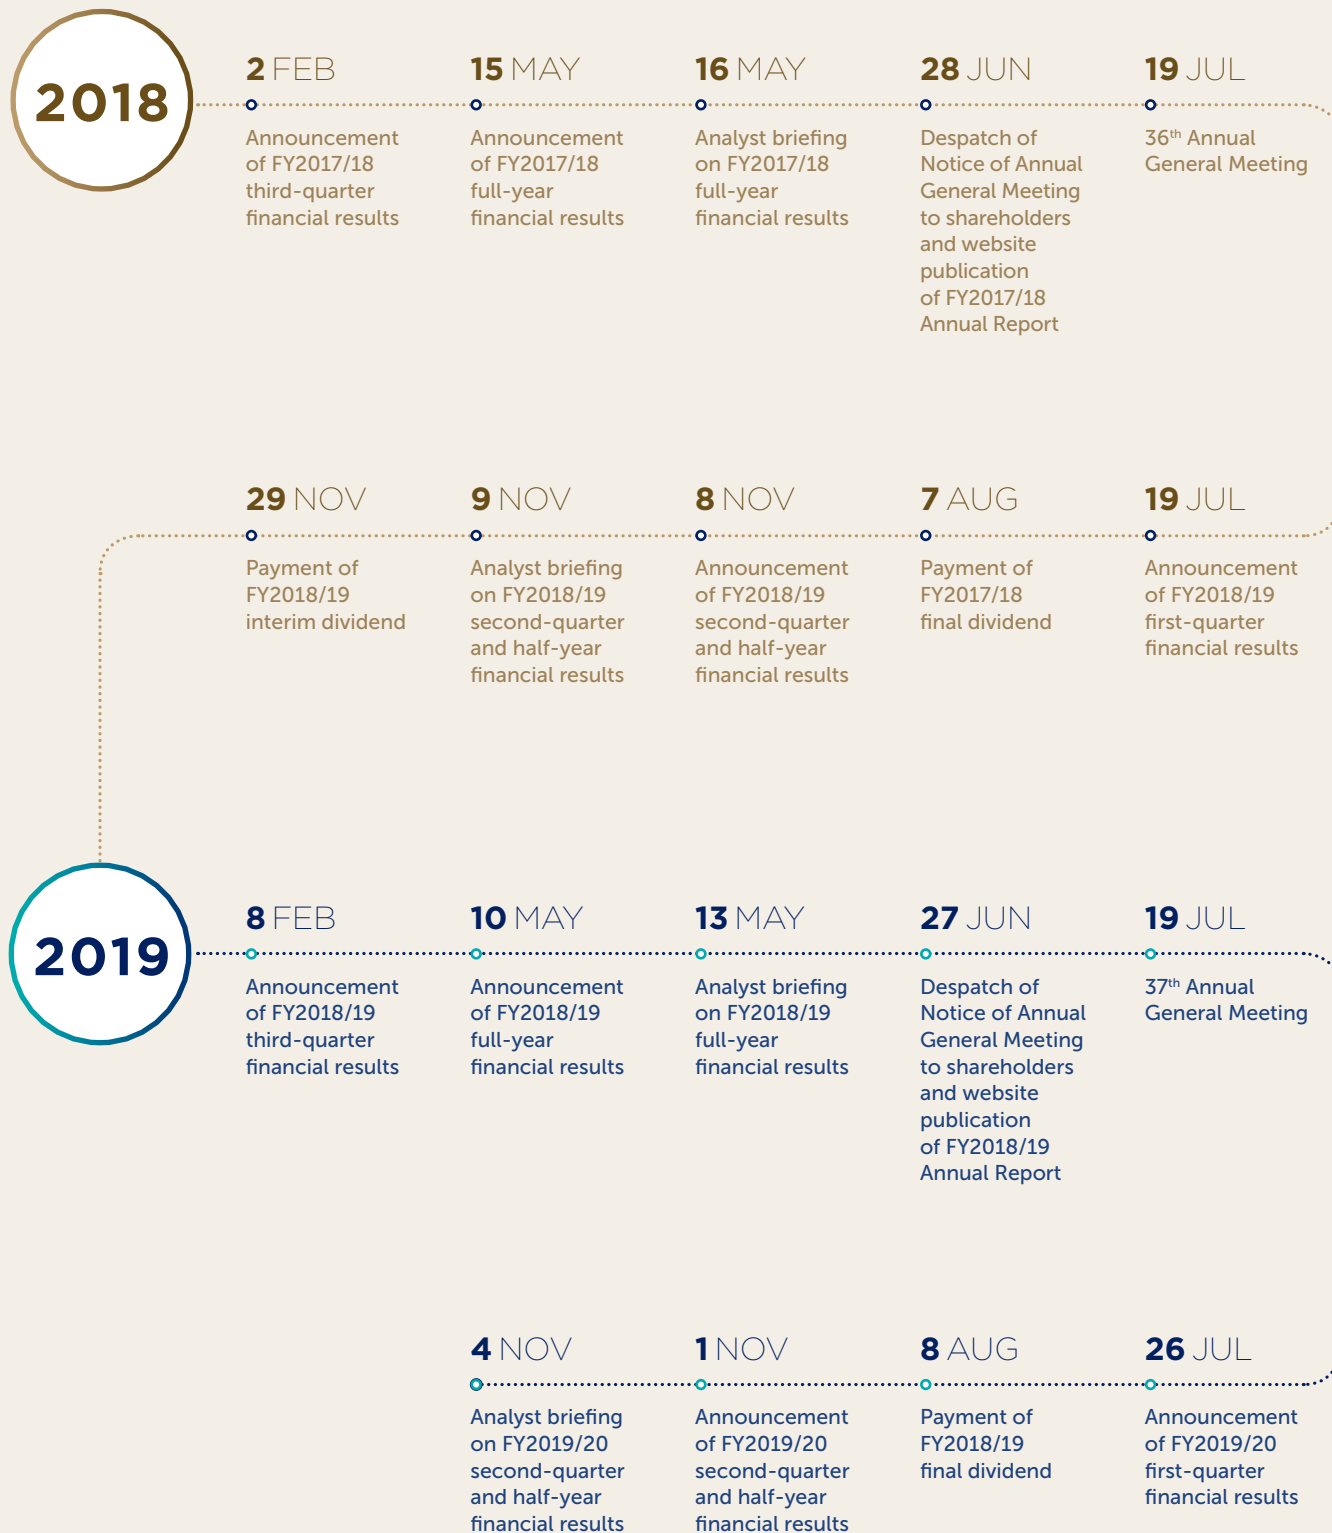 2018
2 FEB
Announcement
of FY2017/18
third-quarter
financial results
15 MAY
Announcement
of FY2017/18
full-year
financial results
16 MAY
Analyst briefing
on FY2017/18
full-year
financial results
28 JUN
Despatch of
Notice of Annual
General Meeting
to shareholders
and website
publication
of FY2017/18
Annual Report
19 JUL
36th Annual
General Meeting
29 NOV
Payment of
FY2018/19
interim dividend
9 NOV
Analyst briefing
on FY2018/19
second-quarter
and half-year
financial results
8 NOV
Announcement
of FY2018/19
second-quarter
and half-year
financial results
7 AUG
Payment of
FY2017/18
final dividend
19 JUL
Announcement
of FY2018/19
first-quarter
financial results
2019
8 FEB
Announcement
of FY2018/19
third-quarter
financial results
10 MAY
Announcement
of FY2018/19
full-year
financial results
13 MAY
Analyst briefing
on FY2018/19
full-year
financial results
27 JUN
Despatch of
Notice of Annual
General Meeting
to shareholders
and website
publication
of FY2018/19
Annual Report
19 JUL
37th Annual
General Meeting
4 NOV
Analyst briefing
on FY2019/20
second-quarter
and half-year
financial results
1 NOV
Announcement
of FY2019/20
second-quarter
and half-year
financial results
8 AUG
Payment of
FY2018/19
final dividend
26 JUL
Announcement
of FY2019/20
first-quarter
financial results